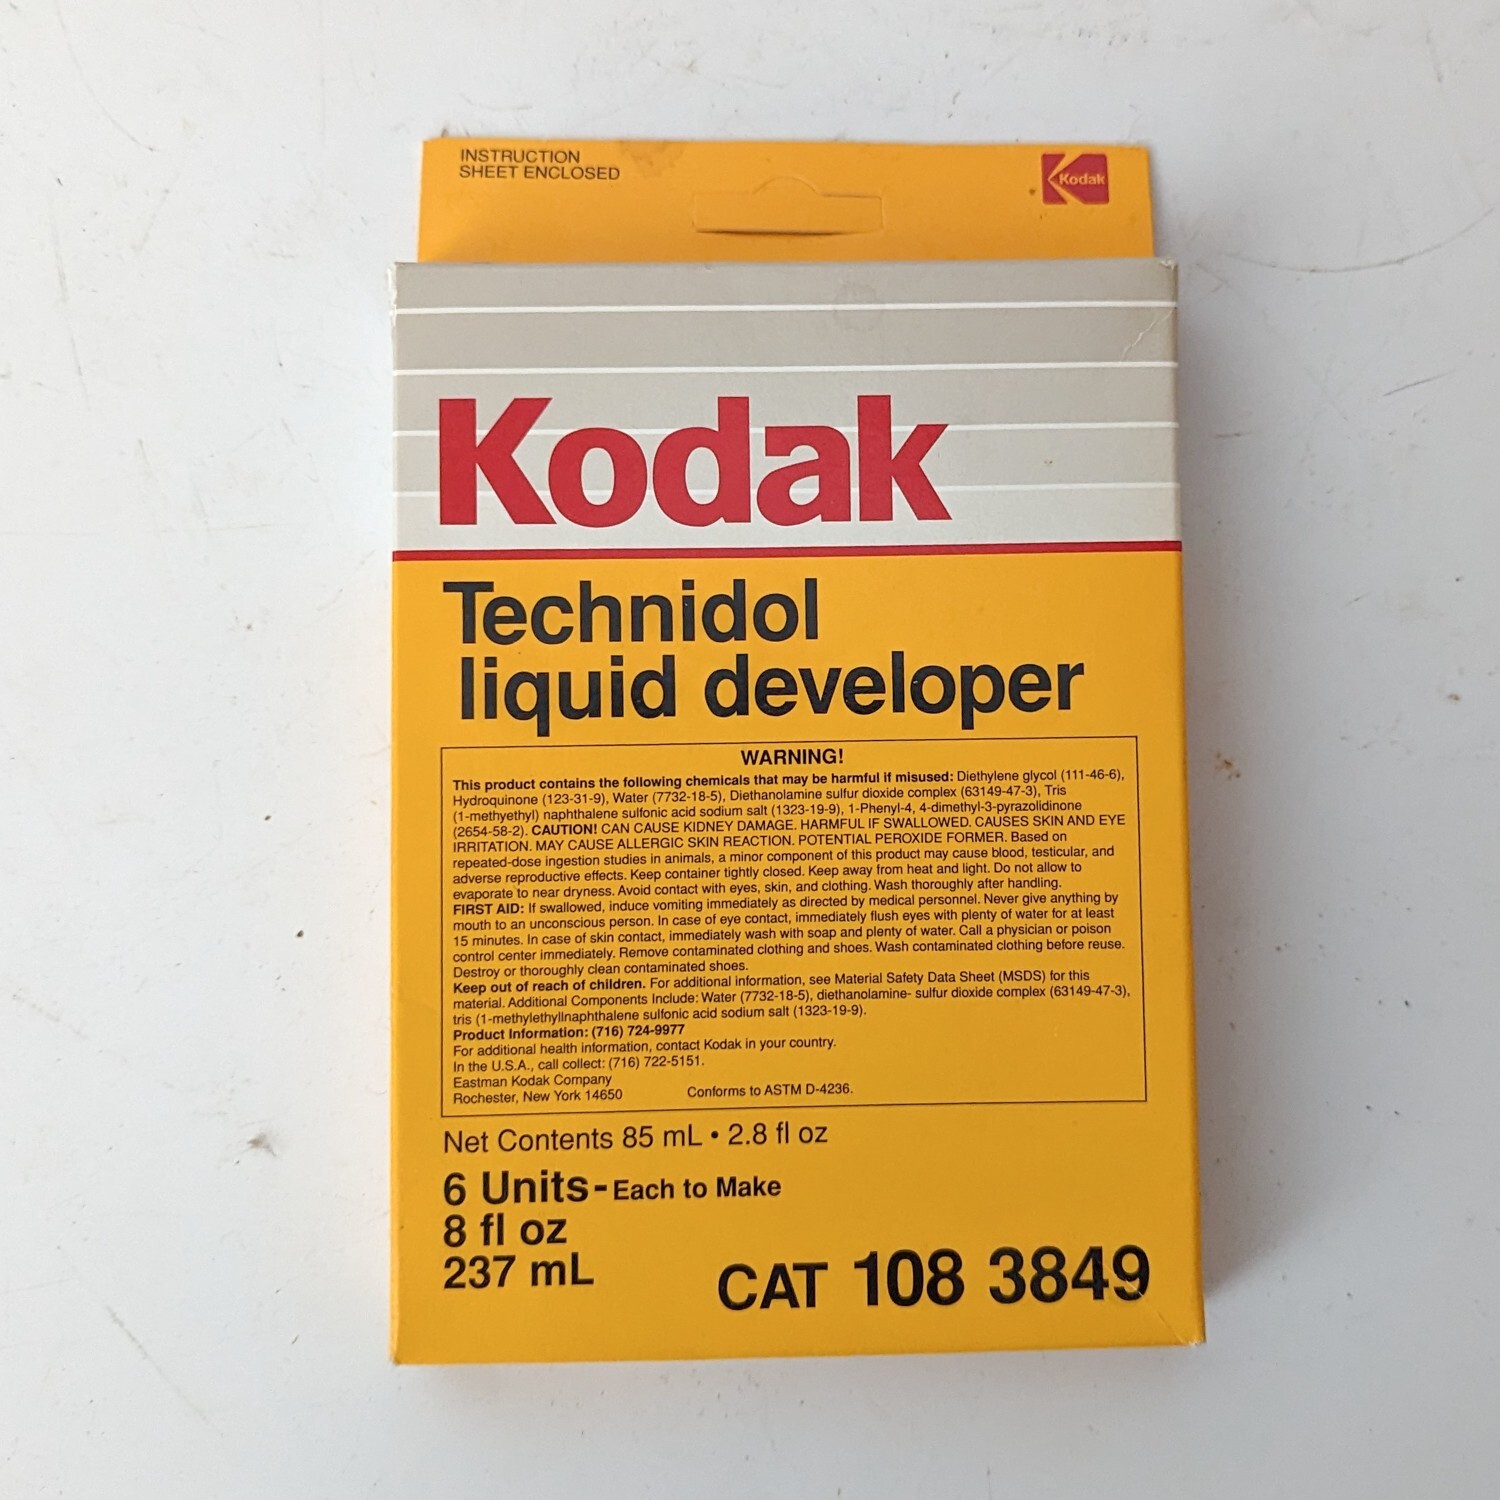 INSTRUCTION
SHEET ENCLOSED
Kodak
Kodak
Technidol
liquid developer
WARNING!
This product contains the following chemicals that may be harmful if misused: Diethylene glycol (111-46-6),
Hydroquinone (123-31-9), Water (7732-18-5), Diethanolamine sulfur dioxide complex (63149-47-3), Tris
(1-methyethyl) naphthalene sulfonic acid sodium salt (1323-19-9), 1-Phenyl-4, 4-dimethyl-3-pyrazolidinone
(2654-58-2). CAUTION! CAN CAUSE KIDNEY DAMAGE. HARMFUL IF SWALLOWED. CAUSES SKIN AND EYE
IRRITATION. MAY CAUSE ALLERGIC SKIN REACTION. POTENTIAL PEROXIDE FORMER. Based on
repeated-dose ingestion studies in animals, a minor component of this product may cause blood, testicular, and
adverse reproductive effects. Keep container tightly closed. Keep away from heat and light. Do not allow to
evaporate to near dryness. Avoid contact with eyes, skin, and clothing. Wash thoroughly after handling.
FIRST AID: If swallowed, induce vomiting immediately as directed by medical personnel. Never give anything by
mouth to an unconscious person. In case of eye contact, immediately flush eyes with plenty of water for at least
15 minutes. In case of skin contact, immediately wash with soap and plenty of water. Call a physician or poison
control center immediately. Remove contaminated clothing and shoes. Wash contaminated clothing before reuse.
Destroy or thoroughly clean contaminated shoes.
Keep out of reach of children. For additional information, see Material Safety Data Sheet (MSDS) for this
material. Additional Components Include: Water (7732-18-5), diethanolamine- sulfur dioxide complex (63149-47-3),
tris (1-methylethyllnaphthalene sulfonic acid sodium salt (1323-19-9).
Product Information: (716) 724-9977
For additional health information, contact Kodak in your country.
In the U.S.A., call collect: (716) 722-5151.
Eastman Kodak Company
Rochester, New York 14650 Conforms to ASTM D-4236.
Net Contents 85 mL • 2.8 fl oz
6 Units-Each to Make
8 fl oz
237 mL
CAT 108 3849